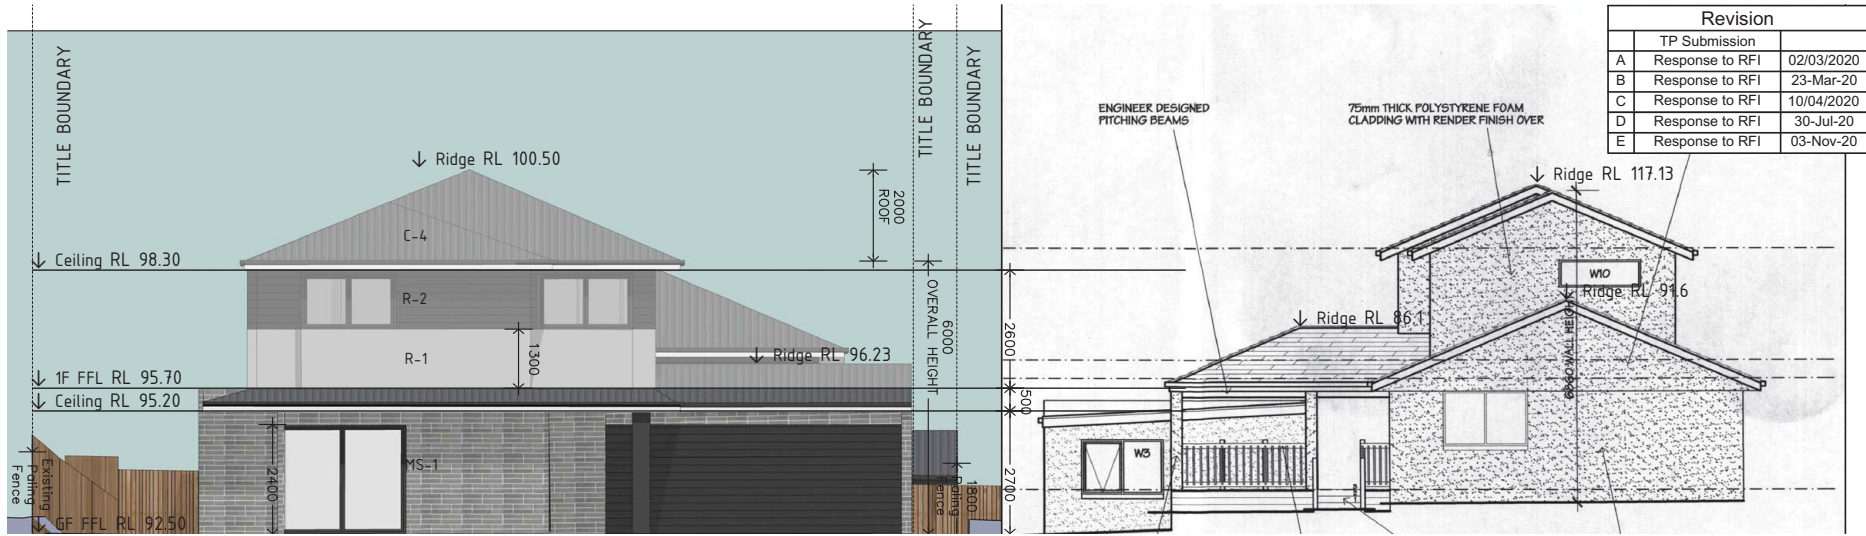 TITLE BOUNDARY
Ridge RL 100.50
C-4
Ceiling RL 98.30
R-2
R-1
1300
1F FFL RL 95.70
Ceiling RL 95.20
Existing
Paling
Fence
GF FFL RL 92.50
2400
MS-1
Ridge RL 96.23
2000
ROOF
TITLE BOUNDARY
TITLE BOUNDARY
6000
OVERALL HEIGHT
1800
Paling
Fence
2600
500
2700
ENGINEER DESIGNED
PITCHING BEAMS
75mm THICK POLYSTYRENE FOAM
CLADDING WITH RENDER FINISH OVER
Ridge RL 117.13
W10
Ridge RL 91.6
Ridge RL 86.1
WALL HEIGHT
W3
Revision
TP Submission
A Response to RFI 02/03/2020
B Response to RFI 23-Mar-20
C Response to RFI 10/04/2020
D Response to RFI 30-Jul-20
E Response to RFI 03-Nov-20